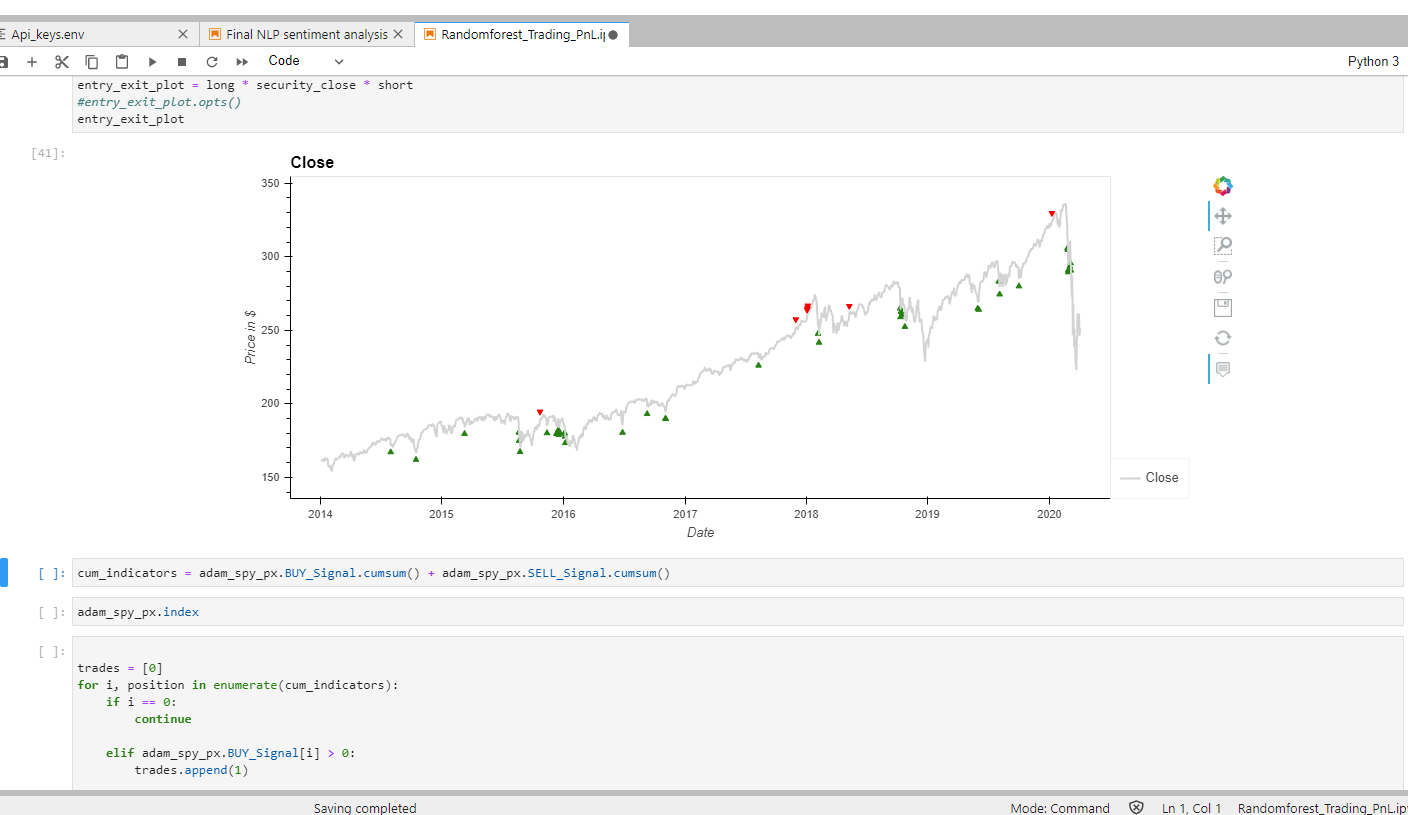 Api_keys.env
Final NLP sentiment analysis
Randomforest_Trading_PnL.i
Code
Python 3
entry_exit_plot = long * security_close * short
#entry_exit_plot.opts()
entry_exit_plot
[41]:
Close
350
300
250
200
150
Price in $
2014 2015 2016 2017 2018 2019 2020
Date
Close
[ ]: cum_indicators = adam_spy_px.BUY_Signal.cumsum() + adam_spy_px.SELL_Signal.cumsum()
[ ]: adam_spy_px.index
[ ]:
trades = [0]
for i, position in enumerate(cum_indicators):
    if i == 0:
        continue
    elif adam_spy_px.BUY_Signal[i] > 0:
        trades.append(1)
Saving completed
Mode: Command
Ln 1, Col 1
Randomforest_Trading_PnL.ip